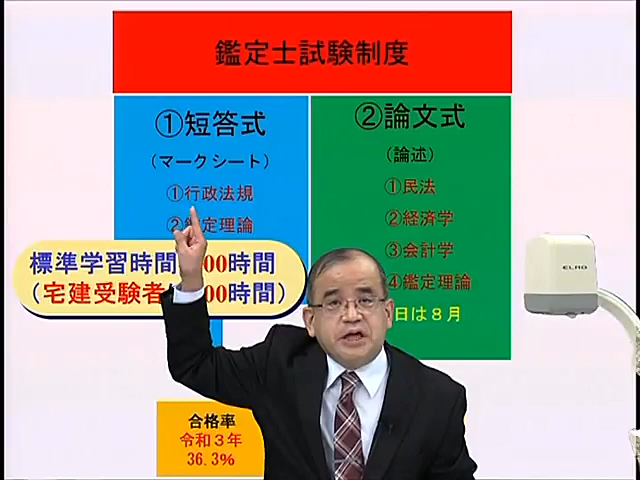 鑑定士試験制度
①短答式
(マークシート)
①行政法規
②鑑定理論
②論文式
(論述)
①民法
②経済学
③会計学
④鑑定理論
日は8月
標準学習時間 00時間
(宅建受験者 00時間)
合格率
令和3年
36.3%
ELMO